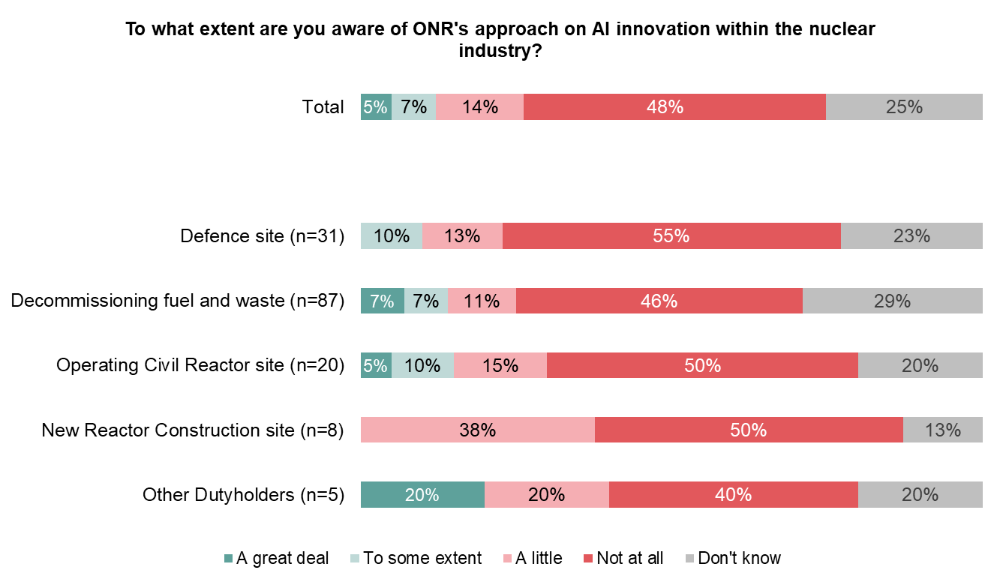 To what extent are you aware of ONR's approach on AI innovation within the nuclear
industry?
Total 5% 7% 14% 48% 25%
Defence site (n=31) 10% 13% 55% 23%
Decommissioning fuel and waste (n=87) 7% 7% 11% 46% 29%
Operating Civil Reactor site (n=20) 5% 10% 15% 50% 20%
New Reactor Construction site (n=8) 38% 50% 13%
Other Dutyholders (n=5) 20% 20% 40% 20%
A great deal To some extent A little Not at all Don't know